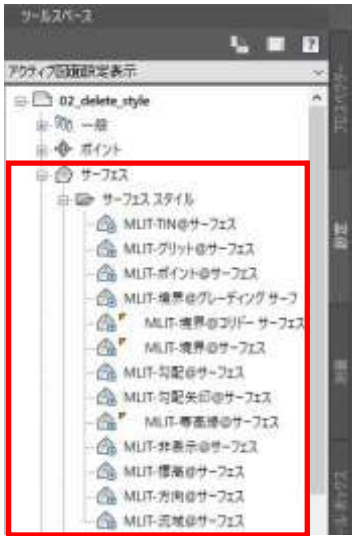 ツールスペース
アクティブ図面設定表示
02_delete_style
一般
ポイント
サーフェス
サーフェス スタイル
MLIT-TIN@サーフェス
MLIT-グリット@サーフェス
MLIT-ポイント@サーフェス
MLIT-境界@グレーディング サーフ
MLIT-境界@コリドー サーフェス
MLIT-境界@サーフェス
MLIT-勾配@サーフェス
MLIT-勾配矢印@サーフェス
MLIT-等高線@サーフェス
MLIT-非表示@サーフェス
MLIT-標高@サーフェス
MLIT-方向@サーフェス
MLIT-流域@サーフェス
設定